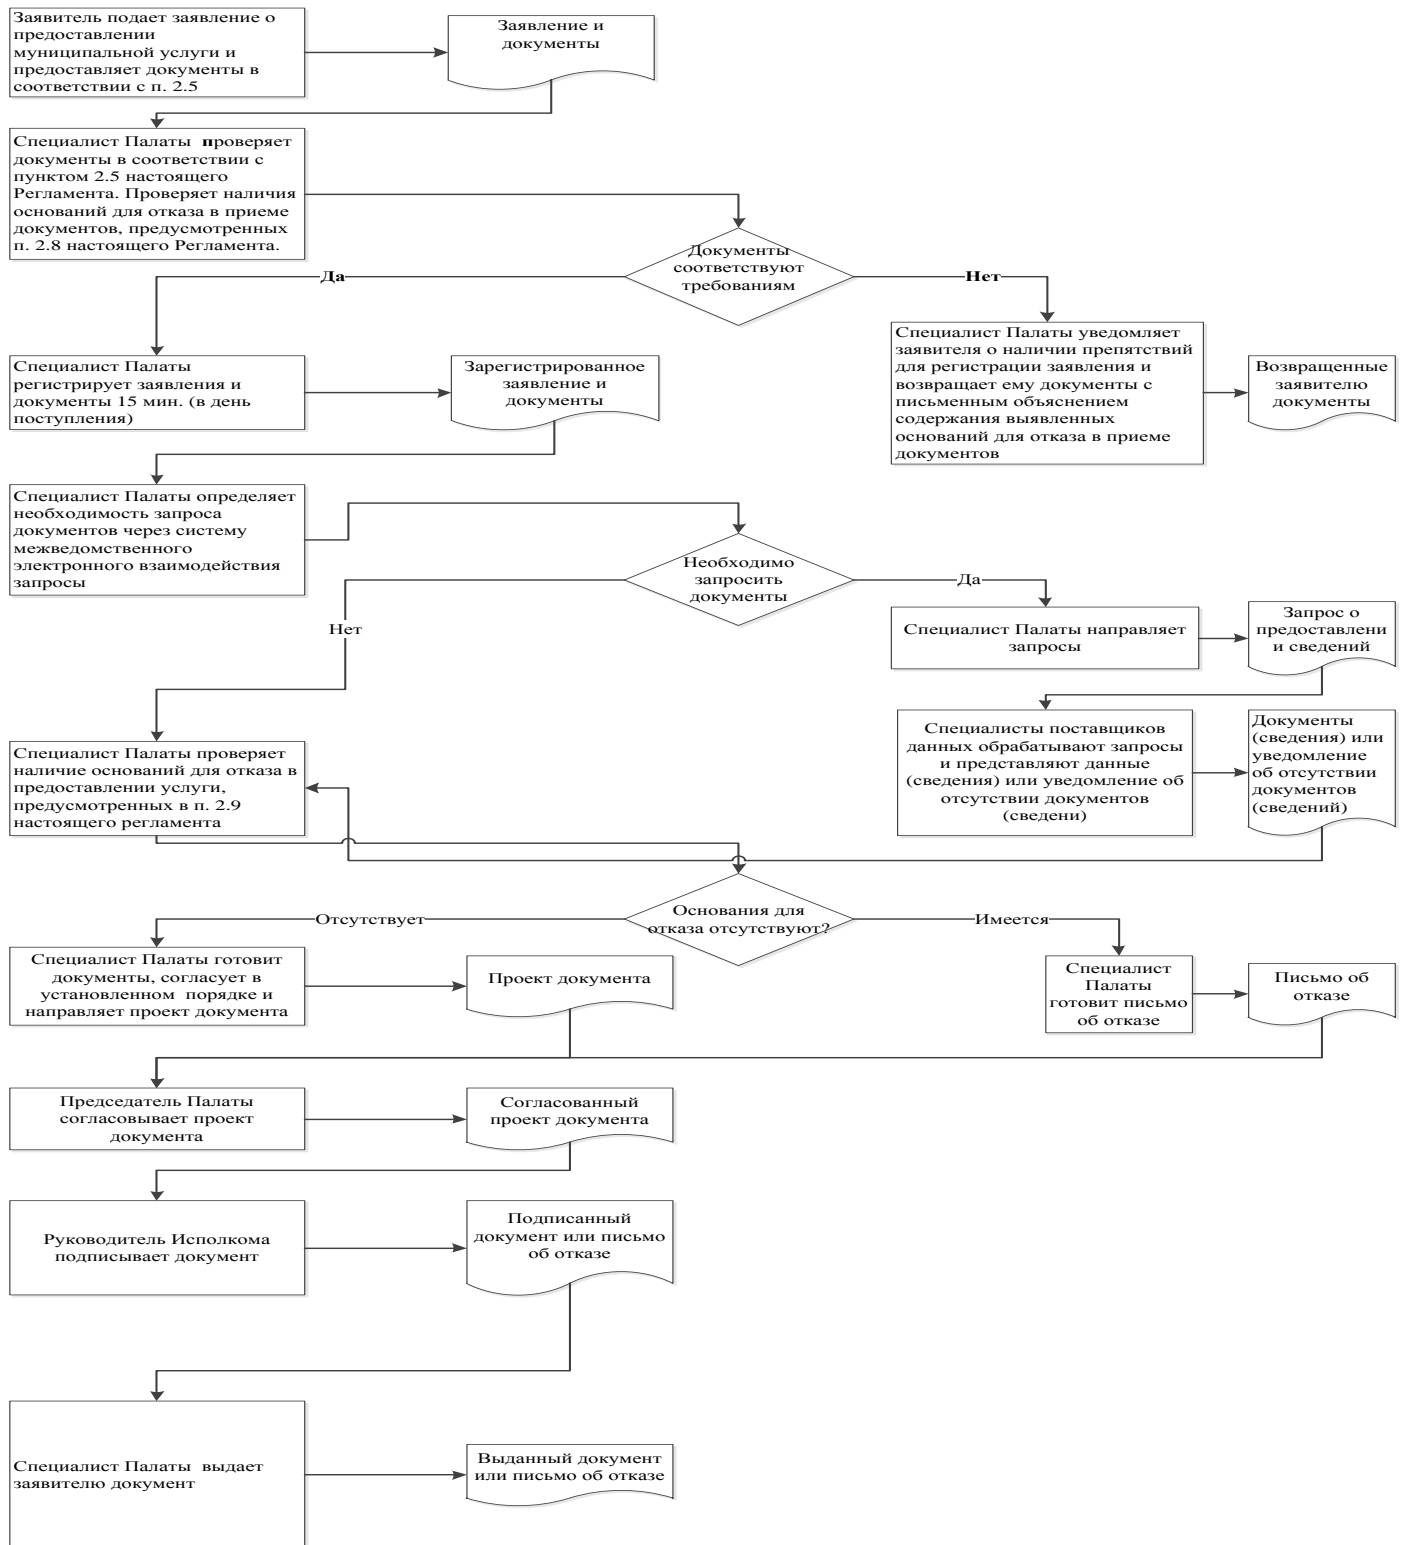 Заявитель подает заявление о
предоставлении
муниципальной услуги и
предоставляет документы в
соответствии с п. 2.5
Заявление и
документы
Специалист Палаты проверяет
документы в соответствии с
пунктом 2.5 настоящего
Регламента. Проверяет наличия
оснований для отказа в приеме
документов, предусмотренных
п. 2.8 настоящего Регламента.
Документы
соответствуют
требованиям
Да
Нет
Специалист Палаты уведомляет
заявителя о наличии препятствий
для регистрации заявления и
возвращает ему документы с
письменным объяснением
содержания выявленных
оснований для отказа в приеме
документов
Возвращенные
заявителю
документы
Специалист Палаты
регистрирует заявления и
документы 15 мин. (в день
поступления)
Зарегистрированное
заявление и
документы
Специалист Палаты определяет
необходимость запроса
документов через систему
межведомственного
электронного взаимодействия
запросы
Необходимо
запросить
документы
Да
Нет
Специалист Палаты направляет
запросы
Запрос о
предоставлени
и сведений
Специалисты поставщиков
данных обрабатывают запросы
и представляют данные
(сведения) или уведомление об
отсутствии документов
(сведени)
Документы
(сведения) или
уведомление
об отсутствии
документов
(сведений)
Специалист Палаты проверяет
наличие оснований для отказа в
предоставлении услуги,
предусмотренных в п. 2.9
настоящего регламента
Основания для
отказа отсутствуют?
Отсутствует
Имеется
Специалист Палаты готовит
документы, согласует в
установленном порядке и
направляет проект документа
Проект документа
Специалист
Палаты
готовит письмо
об отказе
Письмо об
отказе
Председатель Палаты
согласовывает проект
документа
Согласованный
проект документа
Руководитель Исполкома
подписывает документ
Подписанный
документ или письмо
об отказе
Специалист Палаты выдает
заявителю документ
Выданный документ
или письмо об отказе